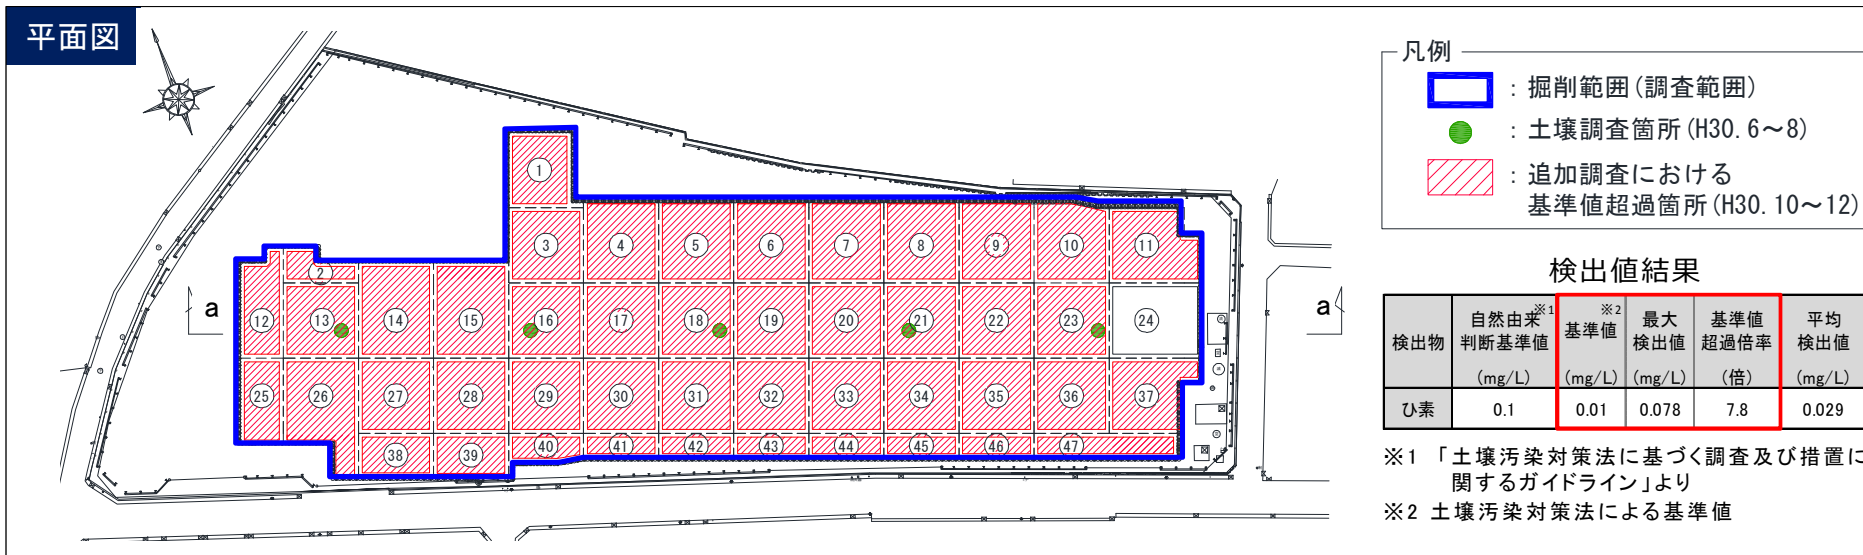 平面図
1
3
4
5
6
7
8
9
10
11
2
12
13
14
15
16
17
18
19
20
21
22
23
24
a
a
25
26
27
28
29
30
31
32
33
34
35
36
37
38
39
40
41
42
43
44
45
46
47
凡例
：掘削範囲(調査範囲)
：土壌調査箇所(H30.6～8)
：追加調査における
基準値超過箇所(H30.10～12)
検出値結果
検出物
自然由来※1
判断基準値
(mg/L)
※2
基準値
(mg/L)
最大
検出値
(mg/L)
基準値
超過倍率
(倍)
平均
検出値
(mg/L)
ひ素 0.1 0.01 0.078 7.8 0.029
※1 「土壌汚染対策法に基づく調査及び措置に
関するガイドライン」より
※2 土壌汚染対策法による基準値